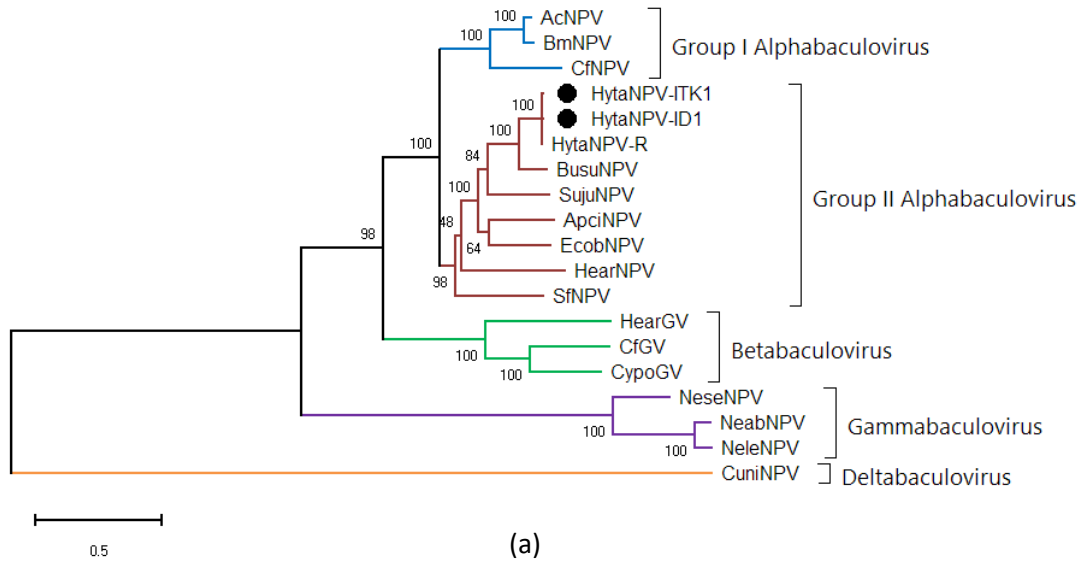 100
AcNPV
100
BmNPV
Group I Alphabaculovirus
CfNPV
HytaNPV-ITK1
100
HytaNPV-ID1
100
100
HytaNPV-R
84
BusuNPV
100
SujuNPV
Group II Alphabaculovirus
48
ApciNPV
98
64
EcobNPV
HearNPV
98
SfNPV
HearGV
100
CfGV
Betabaculovirus
100
CypoGV
NeseNPV
100
NeabNPV
Gammabaculovirus
100
NeleNPV
CuniNPV
Deltabaculovirus
0.5
(a)